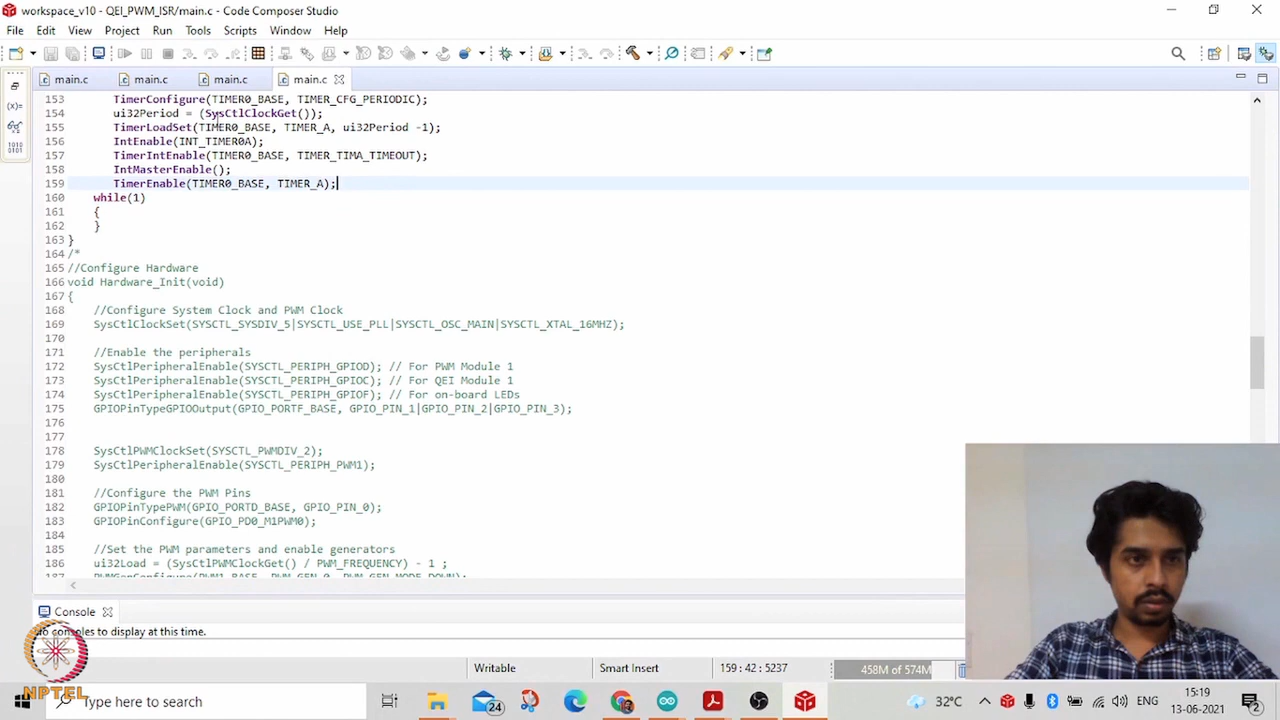 workspace_v10 - QEI_PWM_ISR/main.c - Code Composer Studio
File Edit View Project Run Tools Scripts Window Help
main.c main.c main.c main.c
153 TimerConfigure(TIMER0_BASE, TIMER_CFG_PERIODIC);
154 ui32Period = (SysCtlClockGet());
155 TimerLoadSet(TIMER0_BASE, TIMER_A, ui32Period -1);
156 IntEnable(INT_TIMER0A);
157 TimerIntEnable(TIMER0_BASE, TIMER_TIMA_TIMEOUT);
158 IntMasterEnable();
159 TimerEnable(TIMER0_BASE, TIMER_A);
160 while(1)
161 {
162 }
163 }
164 /*
165 //Configure Hardware
166 void Hardware_Init(void)
167 {
168 //Configure System Clock and PWM Clock
169 SysCtlClockSet(SYSCTL_SYSDIV_5|SYSCTL_USE_PLL|SYSCTL_OSC_MAIN|SYSCTL_XTAL_16MHZ);
170
171 //Enable the peripherals
172 SysCtlPeripheralEnable(SYSCTL_PERIPH_GPIOD); // For PWM Module 1
173 SysCtlPeripheralEnable(SYSCTL_PERIPH_GPIOC); // For QEI Module 1
174 SysCtlPeripheralEnable(SYSCTL_PERIPH_GPIOF); // For on-board LEDs
175 GPIOPinTypeGPIOOutput(GPIO_PORTF_BASE, GPIO_PIN_1|GPIO_PIN_2|GPIO_PIN_3);
176
177
178 SysCtlPWMClockSet(SYSCTL_PWMDIV_2);
179 SysCtlPeripheralEnable(SYSCTL_PERIPH_PWM1);
180
181 //Configure the PWM Pins
182 GPIOPinTypePWM(GPIO_PORTD_BASE, GPIO_PIN_0);
183 GPIOPinConfigure(GPIO_PD0_M1PWM0);
184
185 //Set the PWM parameters and enable generators
186 ui32Load = (SysCtlPWMClockGet() / PWM_FREQUENCY) - 1 ;
187 PWMGenConfigure(PWM1_BASE, PWM_GEN_0, PWM_GEN_MODE_DOWN);
Console
consoles to display at this time.
Writable Smart Insert 159 : 42 : 5237 458M of 574M
NPTEL
Type here to search
24
32°C ENG 15:19
13-06-2021
2